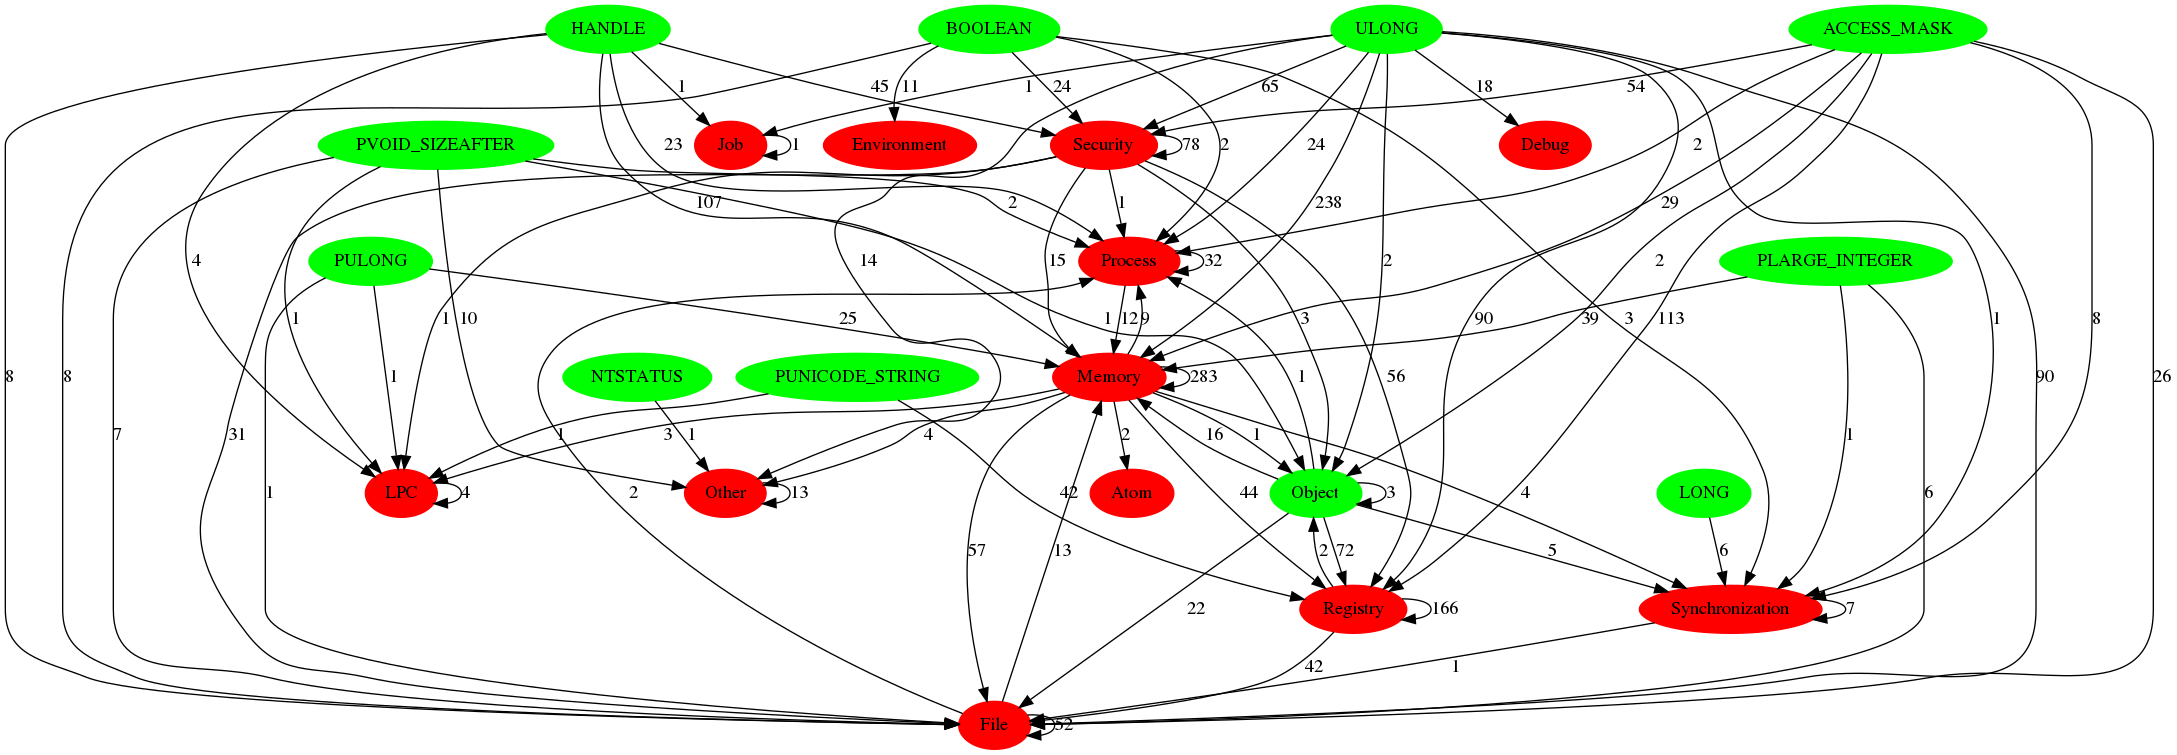 HANDLE BOOLEAN ULONG ACCESS_MASK
1 45 11 24 1 65 18 54
PVOID_SIZEAFTER 23 Job 1 Environment Security 78 2 24 Debug 2
107 2 1 238 29
4 PULONG 14 Process 32 2 2 PLARGE_INTEGER
1 10 1 25 1 15 12 9 3 90 39 3 113 1 8
8 8 1 NTSTATUS PUNICODE_STRING Memory 283 1 56 90 26
7 31 3 1 1 4 2 16 1 1
1 LPC 4 2 Other 13 42 Atom 44 Object 3 4 LONG 6
57 13 2 72 5 6
22 Registry 166 Synchronization 7
42 1
File 52